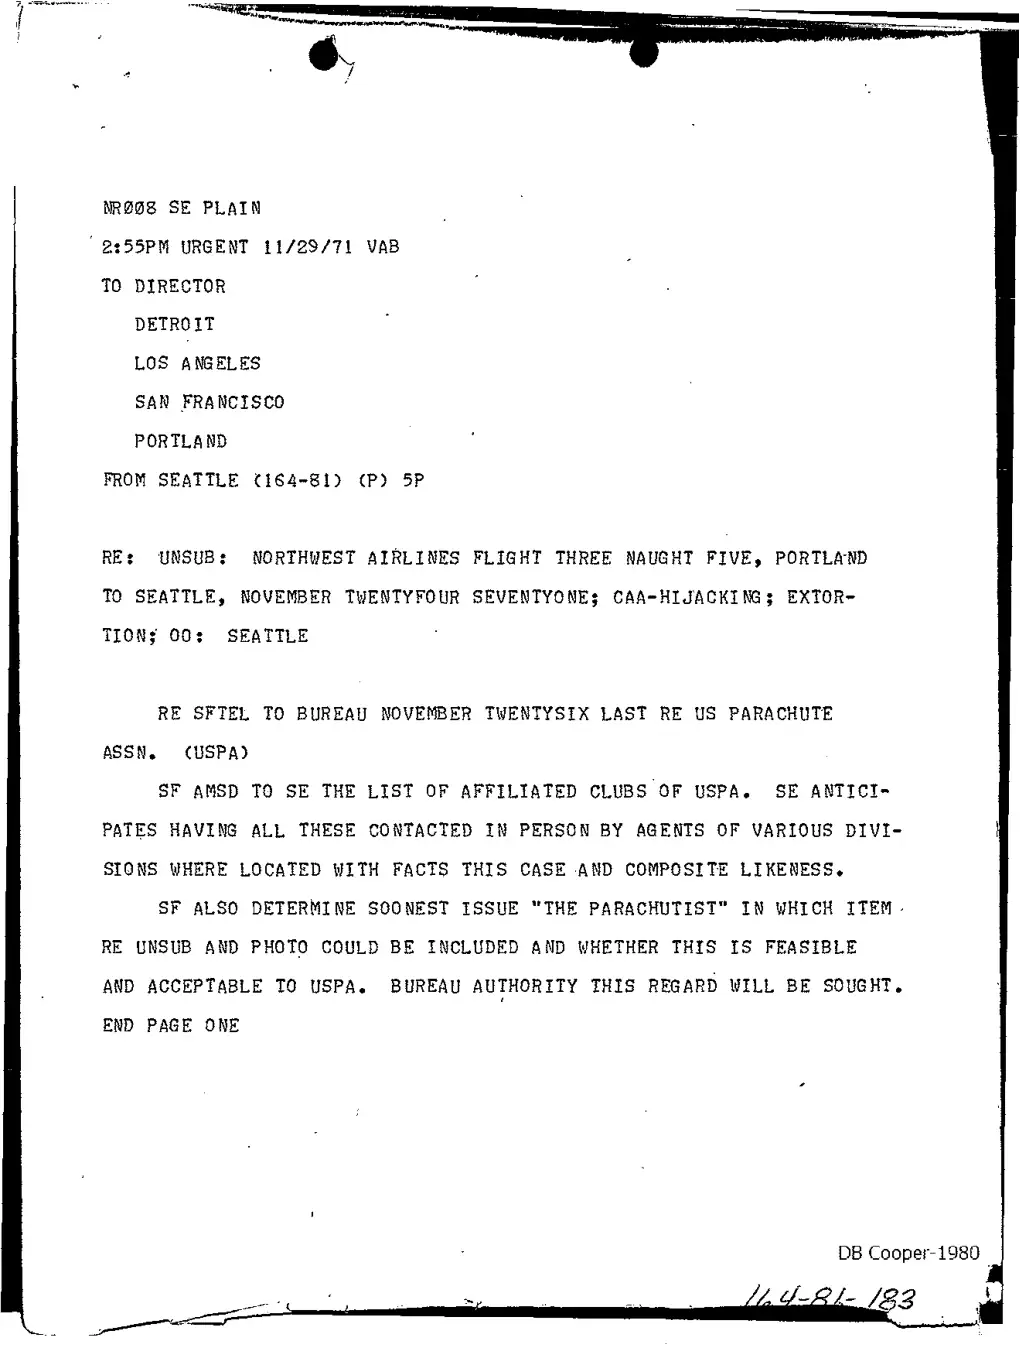 NR008 SE PLAIN
2:55PM URGENT 11/29/71 VAB
TO DIRECTOR
DETROIT
LOS ANGELES
SAN FRANCISCO
PORTLAND
FROM SEATTLE (164-81) (P) 5P
RE: UNSUB: NORTHWEST AIRLINES FLIGHT THREE NAUGHT FIVE, PORTLAND
TO SEATTLE, NOVEMBER TWENTYFOUR SEVENTYONE; CAA-HIJACKING; EXTOR-
TION; OO: SEATTLE
RE SFTEL TO BUREAU NOVEMBER TWENTYSIX LAST RE US PARACHUTE
ASSN. (USPA)
SF AMSD TO SE THE LIST OF AFFILIATED CLUBS OF USPA. SE ANTICI-
PATES HAVING ALL THESE CONTACTED IN PERSON BY AGENTS OF VARIOUS DIVI-
SIONS WHERE LOCATED WITH FACTS THIS CASE AND COMPOSITE LIKENESS.
SF ALSO DETERMINE SOONEST ISSUE "THE PARACHUTIST" IN WHICH ITEM
RE UNSUB AND PHOTO COULD BE INCLUDED AND WHETHER THIS IS FEASIBLE
AND ACCEPTABLE TO USPA. BUREAU AUTHORITY THIS REGARD WILL BE SOUGHT.
END PAGE ONE
DB Cooper-1980
164-81-183